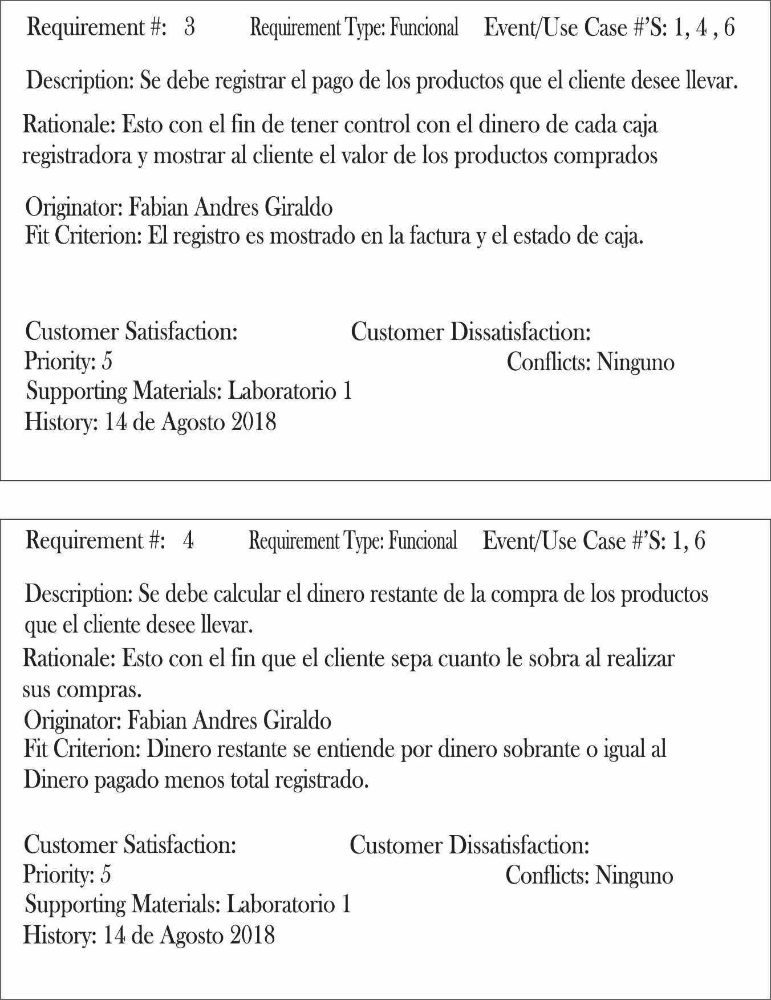 Requirement #: 3 Requirement Type: Funcional Event/Use Case #'S: 1, 4 , 6
Description: Se debe registrar el pago de los productos que el cliente desee llevar.
Rationale: Esto con el fin de tener control con el dinero de cada caja
registradora y mostrar al cliente el valor de los productos comprados
Originator: Fabian Andres Giraldo
Fit Criterion: El registro es mostrado en la factura y el estado de caja.
Customer Satisfaction: Customer Dissatisfaction:
Priority: 5 Conflicts: Ninguno
Supporting Materials: Laboratorio 1
History: 14 de Agosto 2018
Requirement #: 4 Requirement Type: Funcional Event/Use Case #'S: 1, 6
Description: Se debe calcular el dinero restante de la compra de los productos
que el cliente desee llevar.
Rationale: Esto con el fin que el cliente sepa cuanto le sobra al realizar
sus compras.
Originator: Fabian Andres Giraldo
Fit Criterion: Dinero restante se entiende por dinero sobrante o igual al
Dinero pagado menos total registrado.
Customer Satisfaction: Customer Dissatisfaction:
Priority: 5 Conflicts: Ninguno
Supporting Materials: Laboratorio 1
History: 14 de Agosto 2018